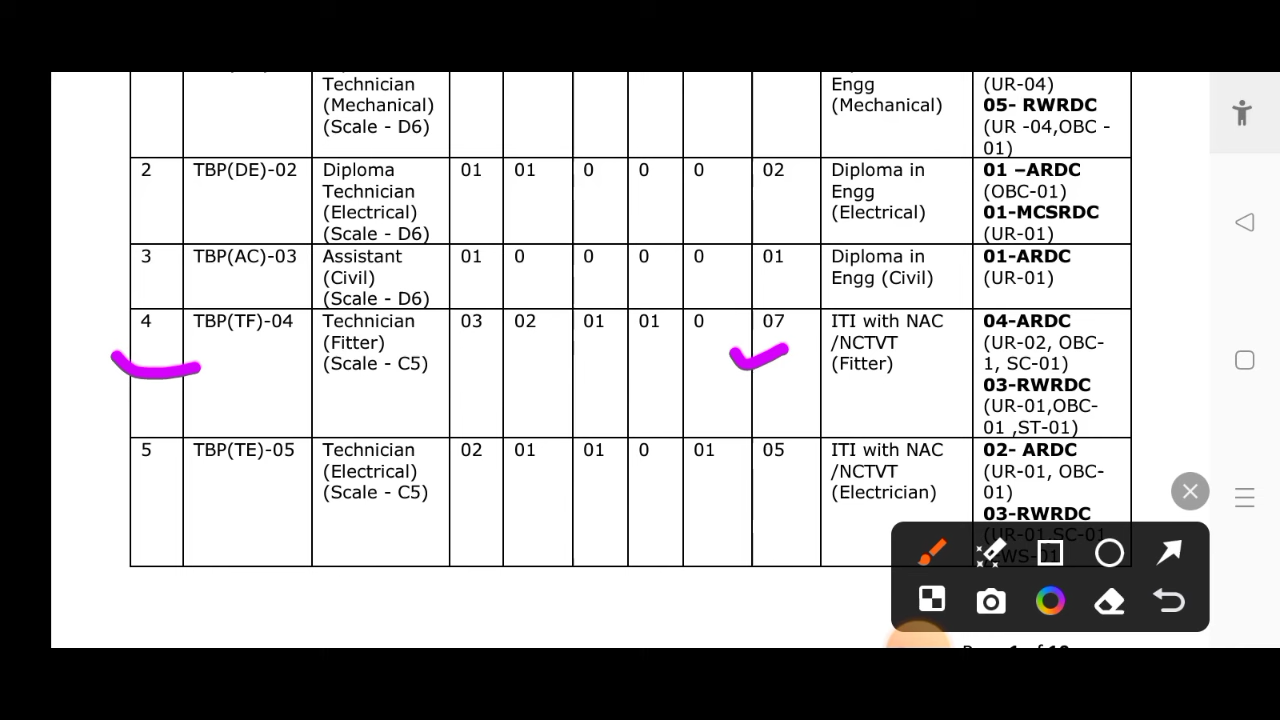 Technician
(Mechanical)
(Scale - D6)
Engg
(Mechanical)
(UR-04)
05- RWRDC
(UR -04,OBC -
01)
2
TBP(DE)-02
Diploma
Technician
(Electrical)
(Scale - D6)
01
01
0
0
0
02
Diploma in
Engg
(Electrical)
01 –ARDC
(OBC-01)
01-MCSRDC
(UR-01)
3
TBP(AC)-03
Assistant
(Civil)
(Scale - D6)
01
0
0
0
0
01
Diploma in
Engg (Civil)
01-ARDC
(UR-01)
4
TBP(TF)-04
Technician
(Fitter)
(Scale - C5)
03
02
01
01
0
07
ITI with NAC
/NCTVT
(Fitter)
04-ARDC
(UR-02, OBC-
1, SC-01)
03-RWRDC
(UR-01,OBC-
01 ,ST-01)
5
TBP(TE)-05
Technician
(Electrical)
(Scale - C5)
02
01
01
0
01
05
ITI with NAC
/NCTVT
(Electrician)
02- ARDC
(UR-01, OBC-
01)
03-RWRDC
(UR-01,SC-01
EWS-01)